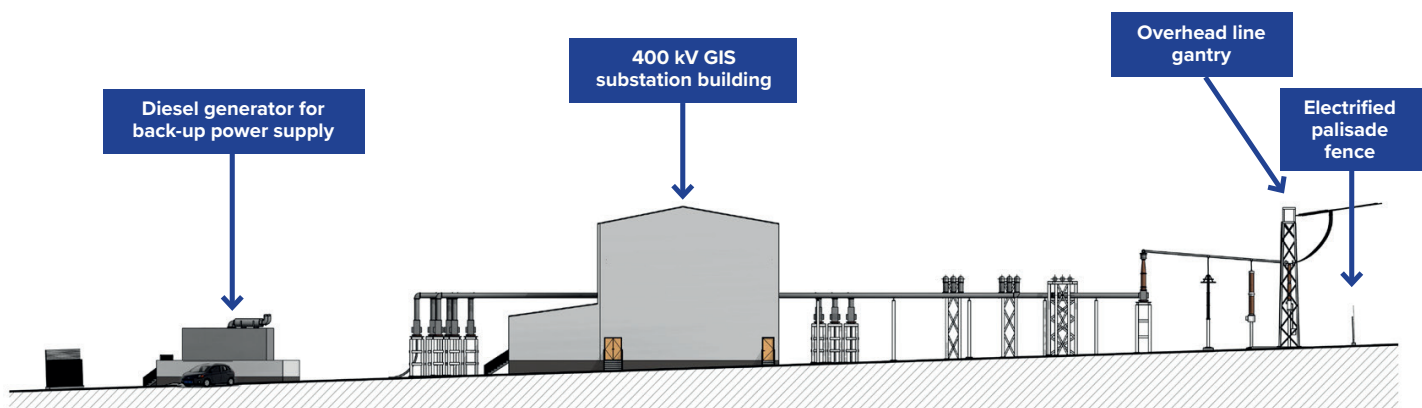 Diesel generator for
back-up power supply
400 kV GIS
substation building
Overhead line
gantry
Electrified
palisade
fence